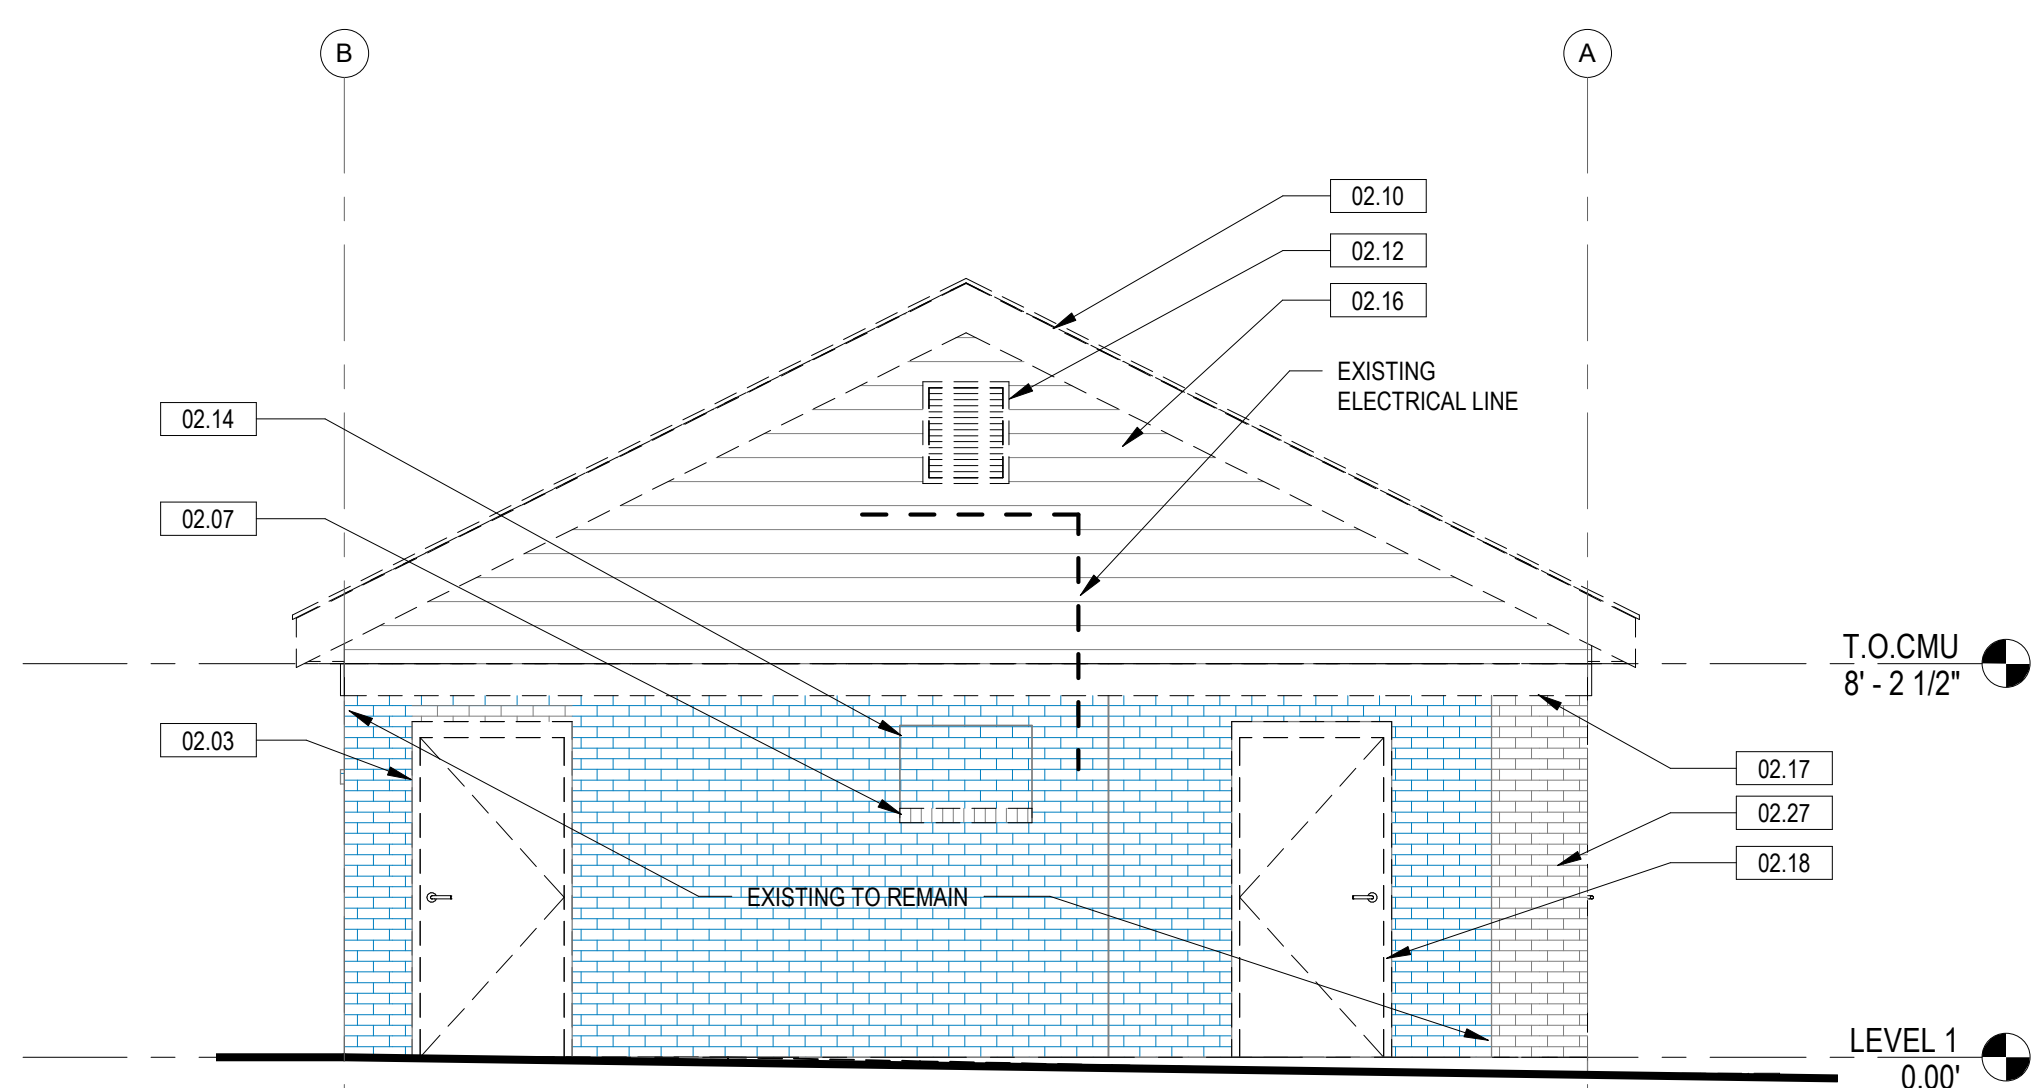 B
A
02.10
02.12
02.16
EXISTING
ELECTRICAL LINE
02.14
02.07
T.O.CMU
8' - 2 1/2"
02.03
02.17
02.27
02.18
EXISTING TO REMAIN
LEVEL 1
0.00'